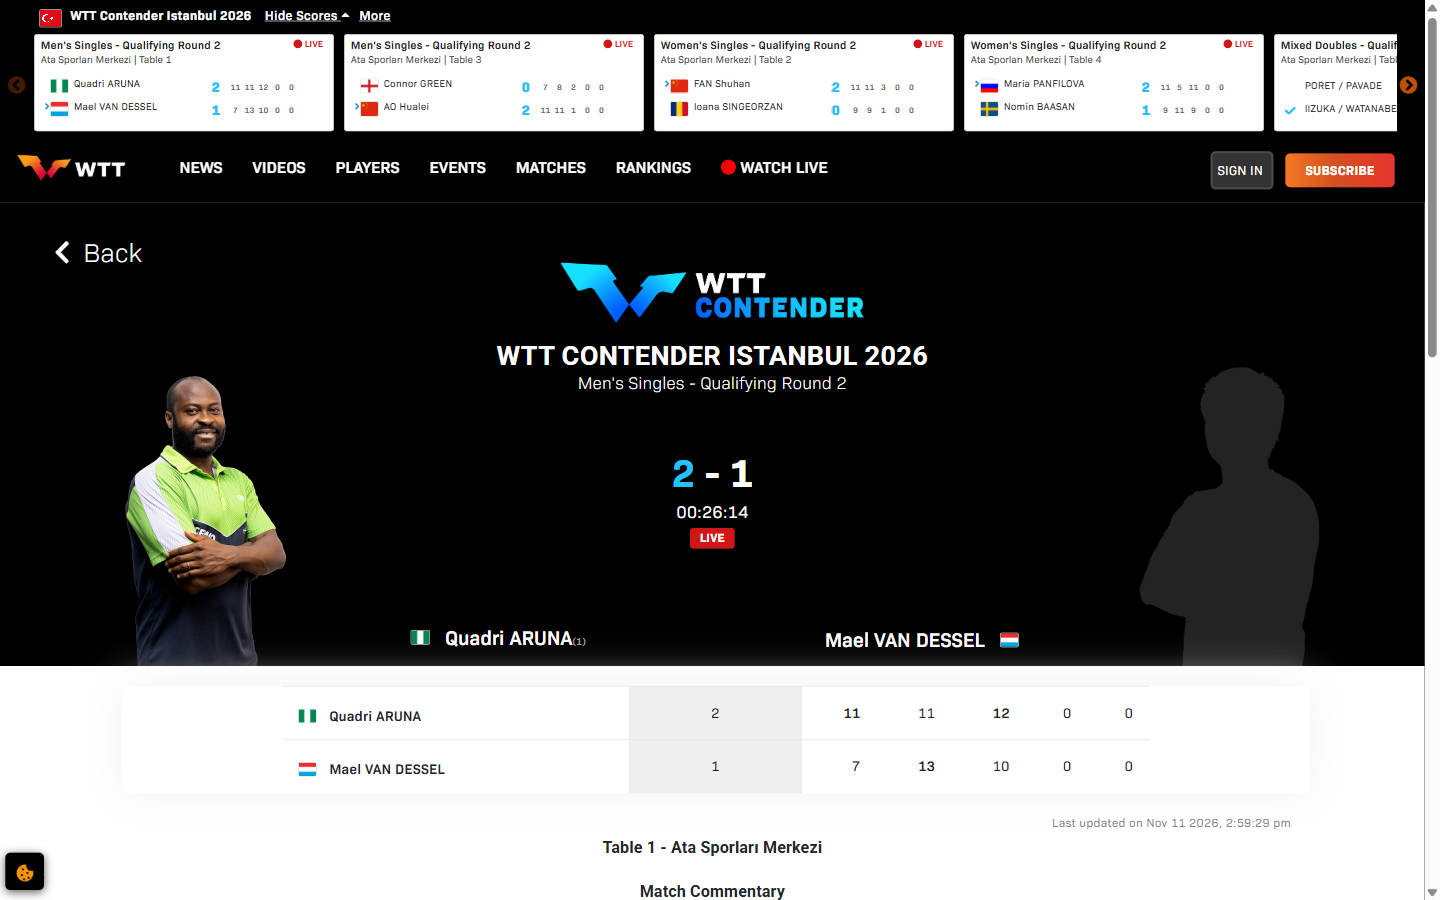 WTT Contender Istanbul 2026 Hide Scores More
Men's Singles - Qualifying Round 2 LIVE
Ata Sporları Merkezi | Table 1
Quadri ARUNA 2 11 11 12 0 0
Mael VAN DESSEL 1 7 13 10 0 0
Men's Singles - Qualifying Round 2 LIVE
Ata Sporları Merkezi | Table 3
Connor GREEN 0 7 8 2 0 0
AO Hualei 2 11 11 1 0 0
Women's Singles - Qualifying Round 2 LIVE
Ata Sporları Merkezi | Table 2
FAN Shuhan 2 11 11 3 0 0
Ioana SINGEORZAN 0 9 9 1 0 0
Women's Singles - Qualifying Round 2 LIVE
Ata Sporları Merkezi | Table 4
Maria PANFILOVA 2 11 5 11 0 0
Nomin BAASAN 1 9 11 9 0 0
Mixed Doubles - Qualif
Ata Sporları Merkezi | Tabl
PORET / PAVADE
IIZUKA / WATANABE
WTT NEWS VIDEOS PLAYERS EVENTS MATCHES RANKINGS WATCH LIVE SIGN IN SUBSCRIBE
Back
WTT
CONTENDER
WTT CONTENDER ISTANBUL 2026
Men's Singles - Qualifying Round 2
2 - 1
00:26:14
LIVE
Quadri ARUNA(1) Mael VAN DESSEL
Quadri ARUNA 2 11 11 12 0 0
Mael VAN DESSEL 1 7 13 10 0 0
Last updated on Nov 11 2026, 2:59:29 pm
Table 1 - Ata Sporları Merkezi
Match Commentary